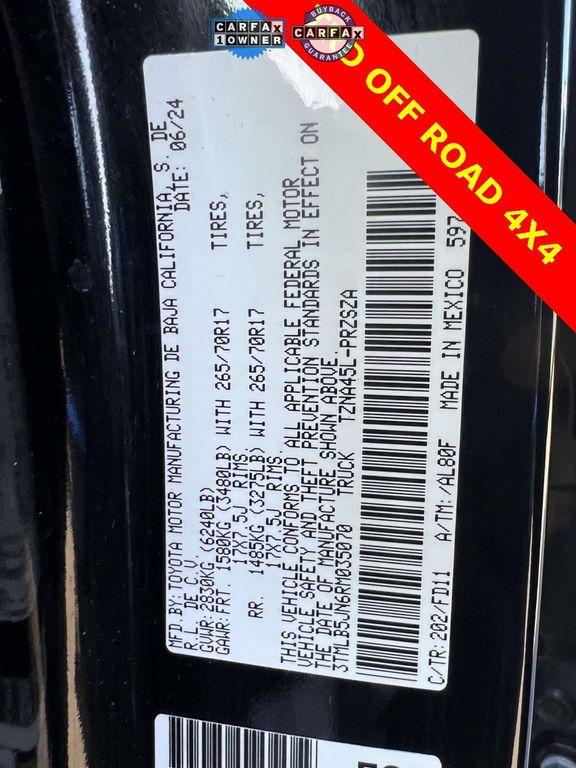 CARFAX
1 OWNER
BUYBACK
CARFAX
GUARANTEE
D OFF ROAD 4X4
MFD BY: TOYOTA MOTOR MANUFACTURING DE BAJA CALIFORNIA, S. DE
R.L. DE C.V. DATE: 06/24
GVWR: 2830KG (6240LB)
GAWR: FRT. 1580KG (3480LB) WITH 265/70R17 TIRES,
17X7.5J RIMS.
RR. 1485KG (3275LB) WITH 265/70R17 TIRES,
17X7.5J RIMS.
THIS VEHICLE CONFORMS TO ALL APPLICABLE FEDERAL MOTOR
VEHICLE SAFETY AND THEFT PREVENTION STANDARDS IN EFFECT ON
THE DATE OF MANUFACTURE SHOWN ABOVE.
3TMLB5JN6RM035070 TRUCK TZNA45L-PRZSZA
C/TR: 202/FD11 A/TM: /AL80F MADE IN MEXICO 597